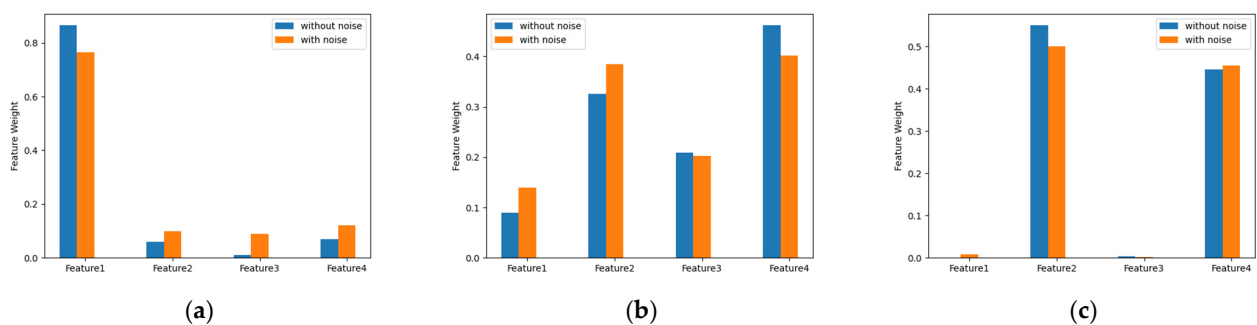 without noise
with noise
Feature Weight
0.8
0.6
0.4
0.2
0.0
Feature1 Feature2 Feature3 Feature4
(a)
without noise
with noise
Feature Weight
0.4
0.3
0.2
0.1
0.0
Feature1 Feature2 Feature3 Feature4
(b)
without noise
with noise
Feature Weight
0.5
0.4
0.3
0.2
0.1
0.0
Feature1 Feature2 Feature3 Feature4
(c)